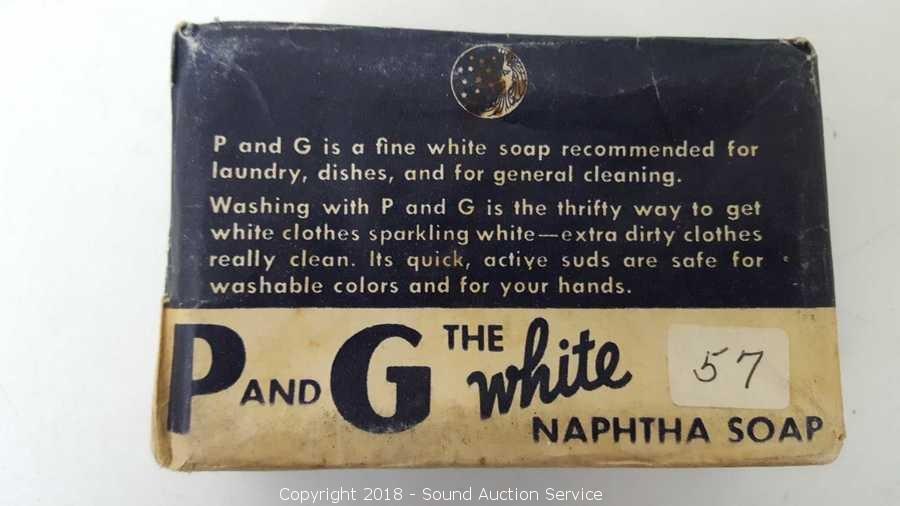 P and G is a fine white soap recommended for
laundry, dishes, and for general cleaning.
Washing with P and G is the thrifty way to get
white clothes sparkling white—extra dirty clothes
really clean. Its quick, active suds are safe for
washable colors and for your hands.
P AND G THE white
NAPHTHA SOAP
57
Copyright 2018 - Sound Auction Service